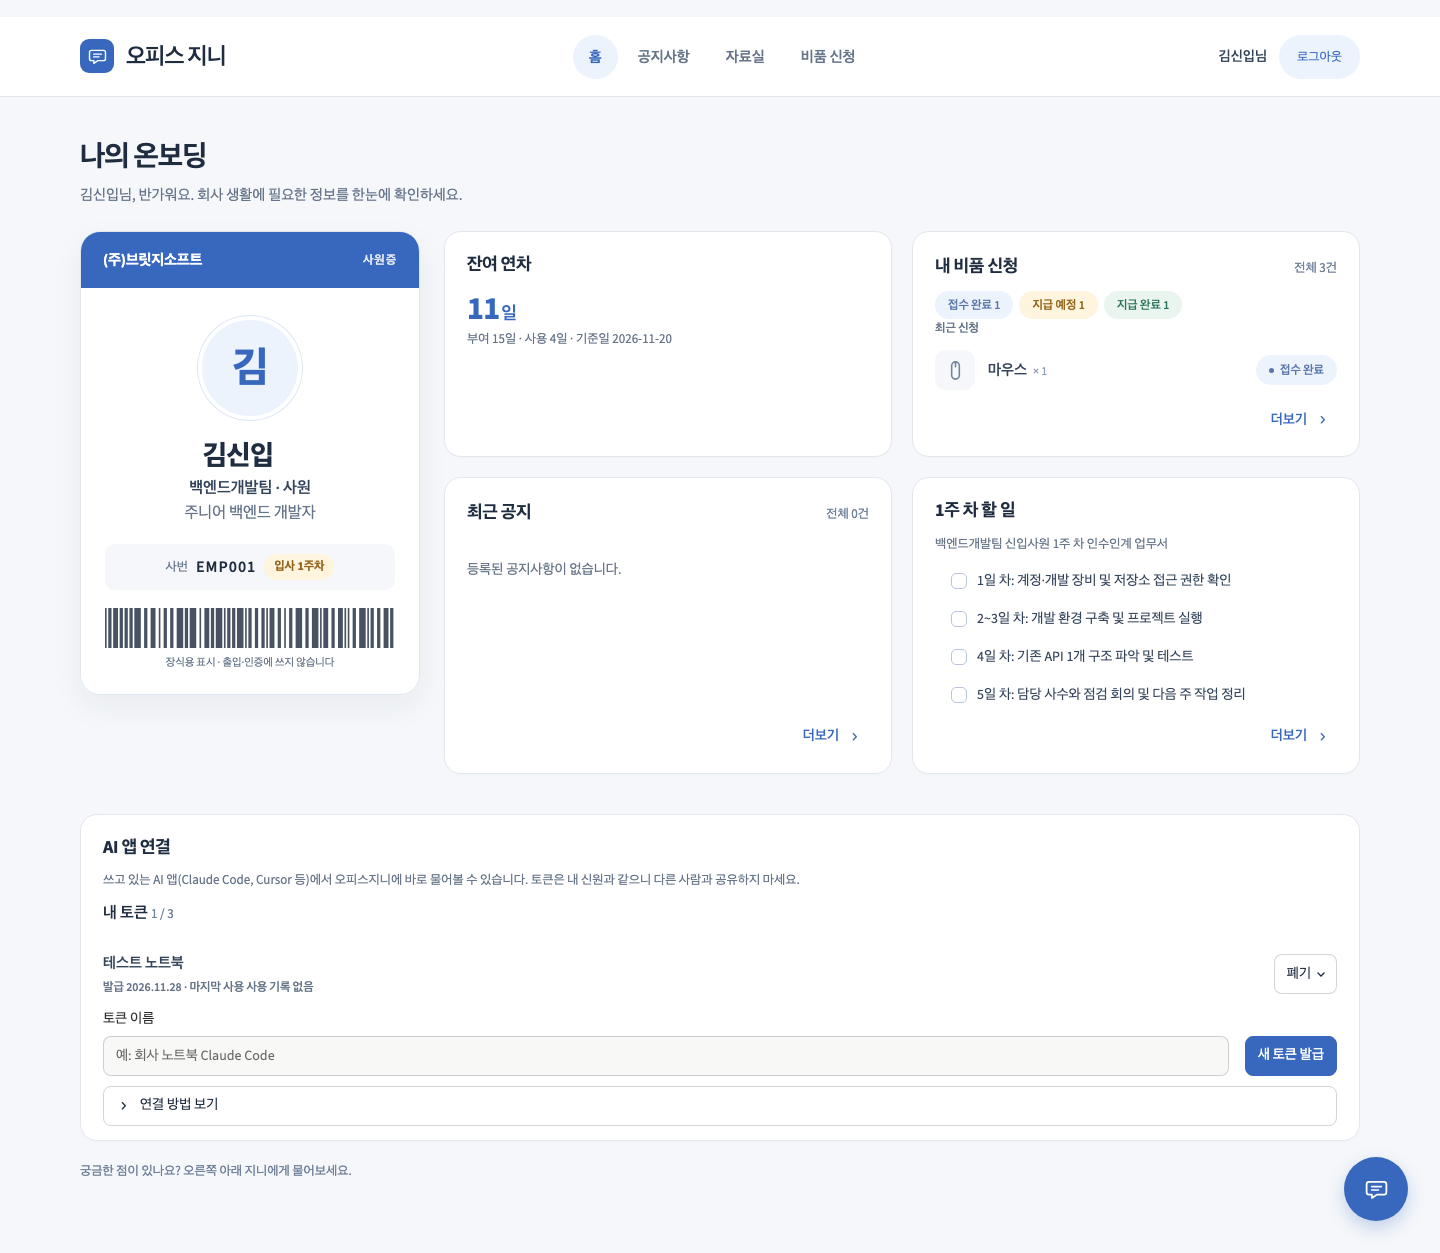 오피스 지니
홈
공지사항
자료실
비품 신청
김신입님
로그아웃
나의 온보딩
김신입님, 반가워요. 회사 생활에 필요한 정보를 한눈에 확인하세요.
(주)브릿지소프트
사원증
김
김신입
백엔드개발팀 · 사원
주니어 백엔드 개발자
사번 EMP001 입사 1주차
장식용 표시 · 출입·인증에 쓰지 않습니다
잔여 연차
11일
부여 15일 · 사용 4일 · 기준일 2026-11-20
내 비품 신청
전체 3건
접수 완료 1
지급 예정 1
지급 완료 1
최근 신청
마우스 × 1
접수 완료
더보기
최근 공지
전체 0건
등록된 공지사항이 없습니다.
더보기
1주 차 할 일
백엔드개발팀 신입사원 1주 차 인수인계 업무서
1일 차: 계정·개발 장비 및 저장소 접근 권한 확인
2~3일 차: 개발 환경 구축 및 프로젝트 실행
4일 차: 기존 API 1개 구조 파악 및 테스트
5일 차: 담당 사수와 점검 회의 및 다음 주 작업 정리
더보기
AI 앱 연결
쓰고 있는 AI 앱(Claude Code, Cursor 등)에서 오피스지니에 바로 물어볼 수 있습니다. 토큰은 내 신원과 같으니 다른 사람과 공유하지 마세요.
내 토큰 1 / 3
테스트 노트북
발급 2026.11.28 · 마지막 사용 사용 기록 없음
폐기
토큰 이름
예: 회사 노트북 Claude Code
새 토큰 발급
연결 방법 보기
궁금한 점이 있나요? 오른쪽 아래 지니에게 물어보세요.